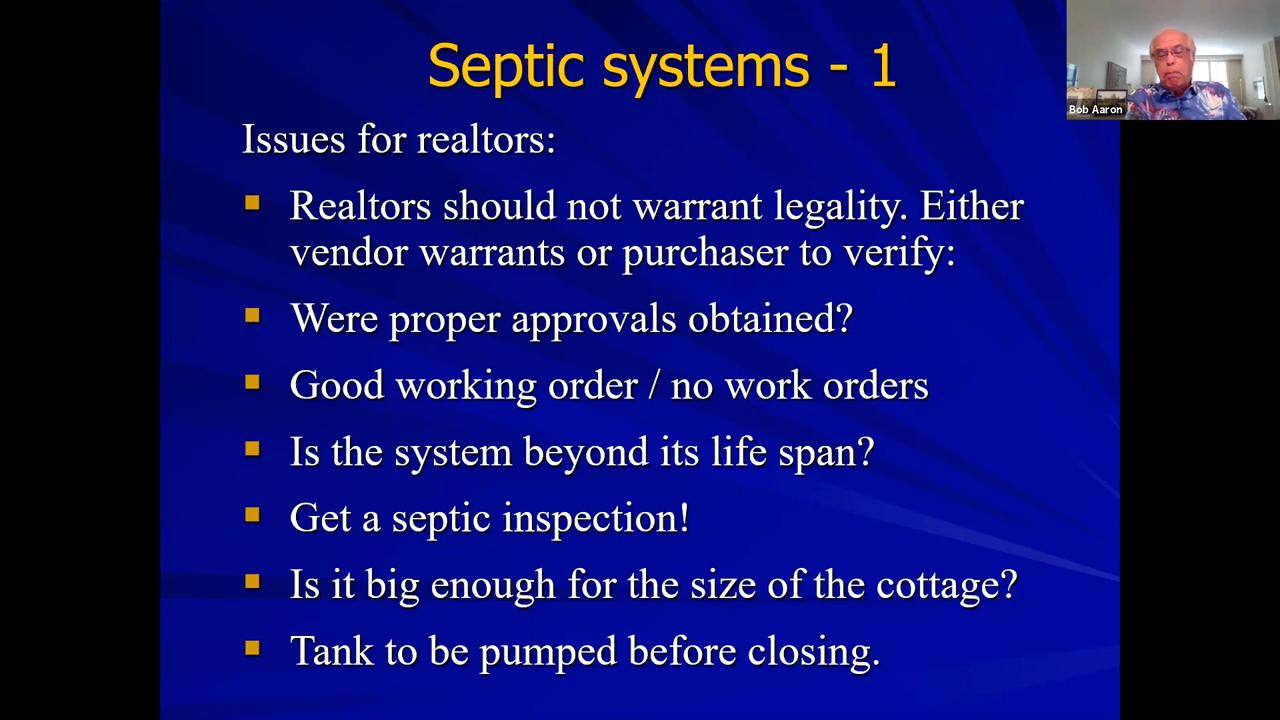 Septic systems - 1
Bob Aaron
Issues for realtors:
Realtors should not warrant legality. Either
vendor warrants or purchaser to verify:
Were proper approvals obtained?
Good working order / no work orders
Is the system beyond its life span?
Get a septic inspection!
Is it big enough for the size of the cottage?
Tank to be pumped before closing.